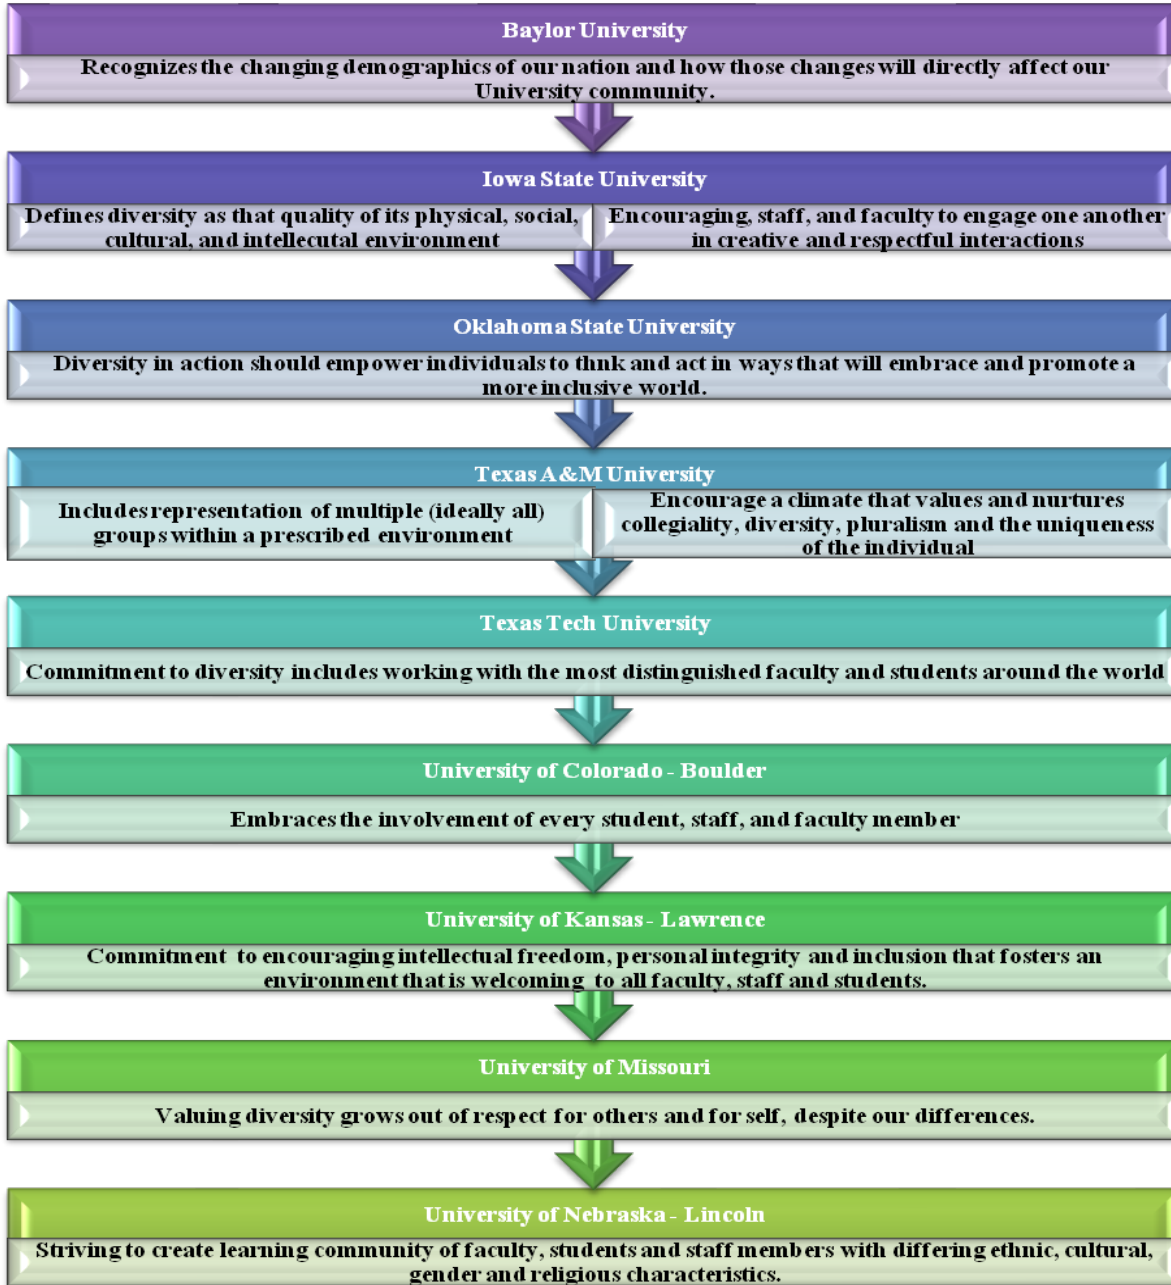 Baylor University
Recognizes the changing demographics of our nation and how those changes will directly affect our
University community.
Iowa State University
Defines diversity as that quality of its physical, social,
cultural, and intellecutal environment
Encouraging, staff, and faculty to engage one another
in creative and respectful interactions
Oklahoma State University
Diversity in action should empower individuals to thnk and act in ways that will embrace and promote a
more inclusive world.
Texas A&M University
Includes representation of multiple (ideally all)
groups within a prescribed environment
Encourage a climate that values and nurtures
collegiality, diversity, pluralism and the uniqueness
of the individual
Texas Tech University
Commitment to diversity includes working with the most distinguished faculty and students around the world
University of Colorado - Boulder
Embraces the involvement of every student, staff, and faculty member
University of Kansas - Lawrence
Commitment to encouraging intellectual freedom, personal integrity and inclusion that fosters an
environment that is welcoming to all faculty, staff and students.
University of Missouri
Valuing diversity grows out of respect for others and for self, despite our differences.
University of Nebraska - Lincoln
Striving to create learning community of faculty, students and staff members with differing ethnic, cultural,
gender and religious characteristics.